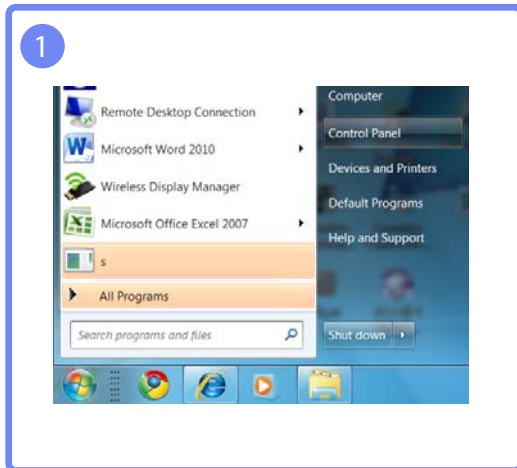 1
Remote Desktop Connection
Microsoft Word 2010
Wireless Display Manager
Microsoft Office Excel 2007
s
All Programs
Search programs and files
Computer
Control Panel
Devices and Printers
Default Programs
Help and Support
Shut down